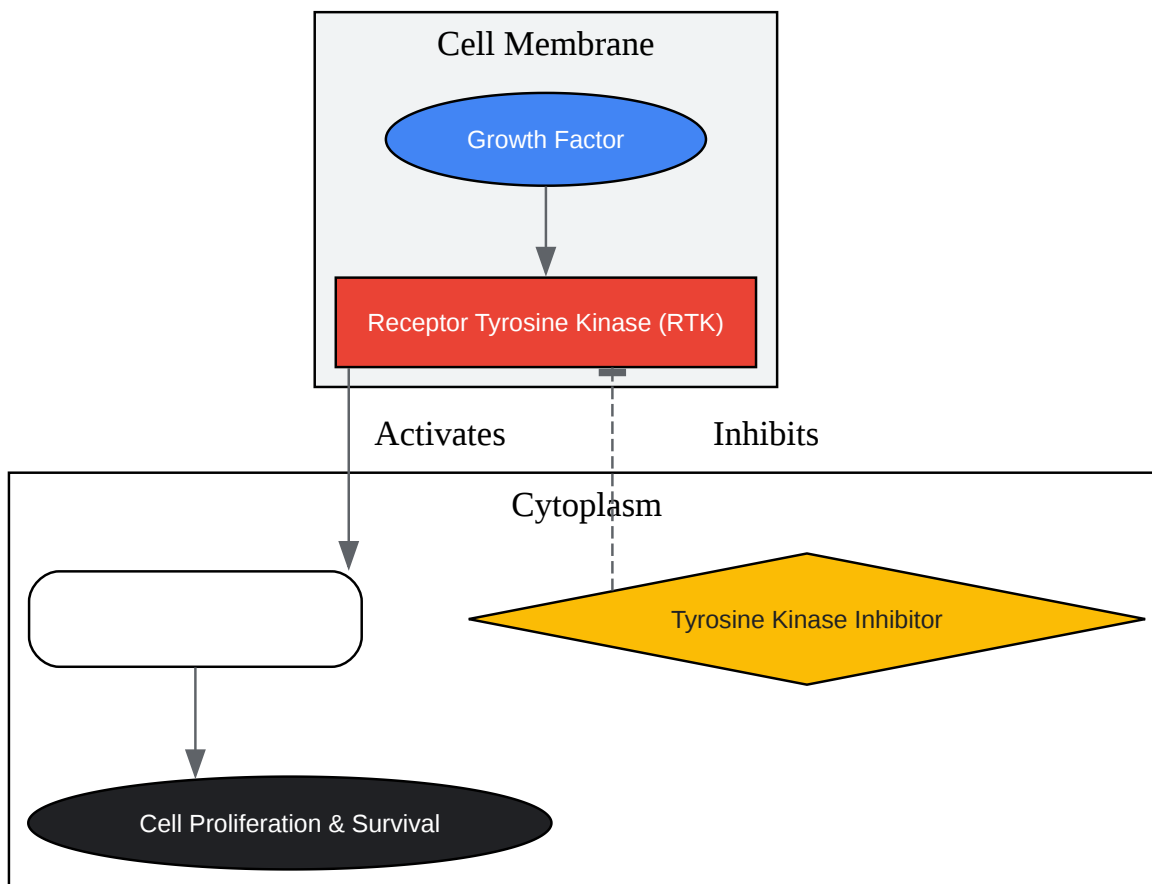 Cell Membrane
Growth Factor
Receptor Tyrosine Kinase (RTK)
Activates
Inhibits
Cytoplasm
Tyrosine Kinase Inhibitor
Cell Proliferation & Survival